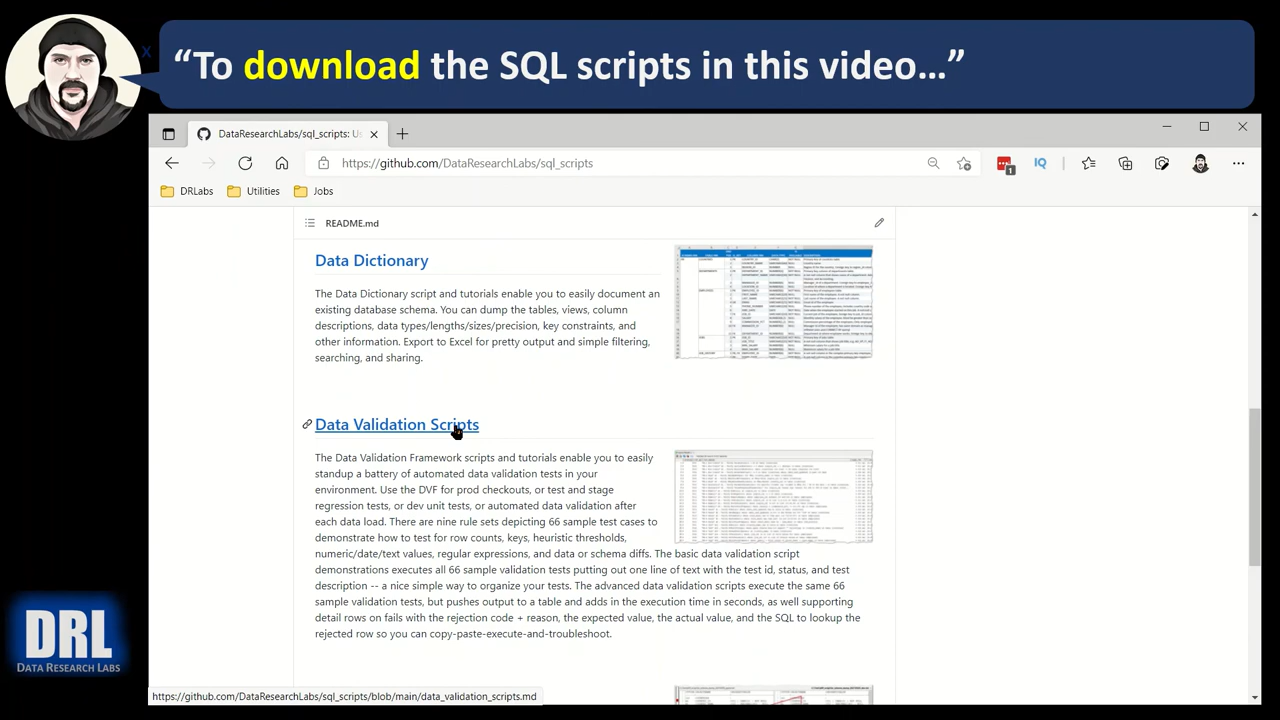 “To download the SQL scripts in this video…”
X
DataResearchLabs/sql_scripts: Us
https://github.com/DataResearchLabs/sql_scripts
1
IQ
DRLabs
Utilities
Jobs
README.md
Data Dictionary
The Data Dictionary script and tutorials enable you to easily document an
existing database schema. You can dump the table/views, column
descriptions, data type/lengths/sizes, key constraints, and
other information. Export to Excel for pretty output and simple filtering,
searching, and sharing.
Data Validation Scripts
The Data Validation Framework scripts and tutorials enable you to easily
standup a battery of automated data validation tests in your
environment. Use the DVF for prod checks, or test and stage
regression tests, or dev unit tests, or automated data validation after
each data load. There are eight categories of sample test cases to
demonstrate how to test for row counts, keys, heuristic thresholds,
numeric/date/text values, regular expressions, and data or schema diffs. The basic data validation script
demonstrations executes all 66 sample validation tests putting out one line of text with the test id, status, and test
description -- a nice simple way to organize your tests. The advanced data validation scripts execute the same 66
sample validation tests, but pushes output to a table and adds in the execution time in seconds, as well supporting
detail rows on fails with the rejection code + reason, the expected value, the actual value, and the SQL to lookup the
rejected row so you can copy-paste-execute-and-troubleshoot.
DRL
DATA RESEARCH LABS
https://github.com/DataResearchLabs/sql_scripts/blob/main/data_validation_scripts.md